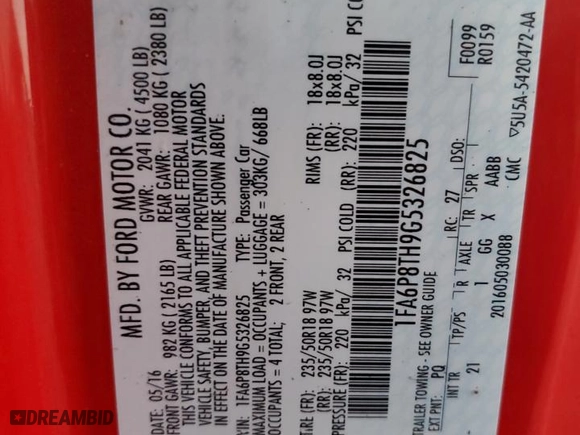 MFD. BY FORD MOTOR CO.
DATE: 05/16 GVWR: 2041 KG ( 4500 LB)
FRONT GAWR: 982 KG ( 2165 LB) REAR GAWR: 1080 KG ( 2380 LB)
THIS VEHICLE CONFORMS TO ALL APPLICABLE FEDERAL MOTOR
VEHICLE SAFETY, BUMPER, AND THEFT PREVENTION STANDARDS
IN EFFECT ON THE DATE OF MANUFACTURE SHOWN ABOVE.
VIN: 1FA6P8TH9G5326825 TYPE: Passenger Car
MAXIMUM LOAD = OCCUPANTS + LUGGAGE = 303KG/ 668LB
OCCUPANTS = 4 TOTAL; 2 FRONT, 2 REAR
TIRE (FR): 235/50R18 97W RIMS (FR): 18x8.0J
(RR): 235/50R18 97W (RR): 18x8.0J
PRESSURE (FR): 220 kPa/ 32 PSI COLD (RR): 220 kPa/ 32 PSI CO
1FA6P8TH9G5326825
TRAILER TOWING - SEE OWNER GUIDE
EXT PNT: PQ RC: 27 DSO: F0099
R0159
INT TR TP/PS R AXLE TR SPR
21 1 GG X AABB
201605030088 CMC ▽5U5A-5420472-AA
DREAMBID